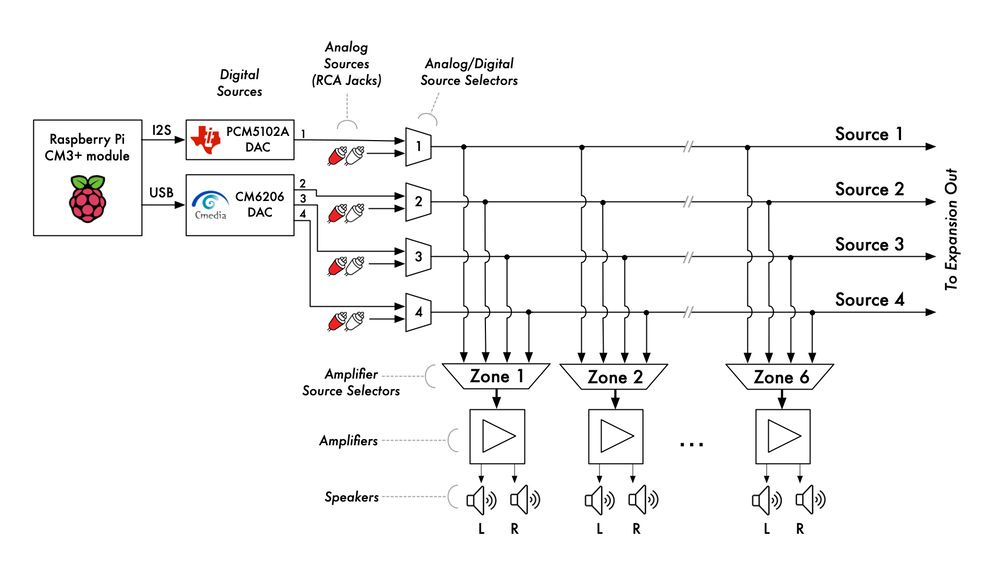 Analog
Sources
(RCA Jacks)
Analog/Digital
Source Selectors
Digital
Sources
Raspberry Pi
CM3+ module
I2S
USB
PCM5102A
DAC
1
Cmedia
CM6206
DAC
2
3
4
1
2
3
4
Source 1
Source 2
Source 3
Source 4
To Expansion Out
Amplifier
Source Selectors
Zone 1
Zone 2
Zone 6
Amplifiers
...
Speakers
L
R
L
R
L
R